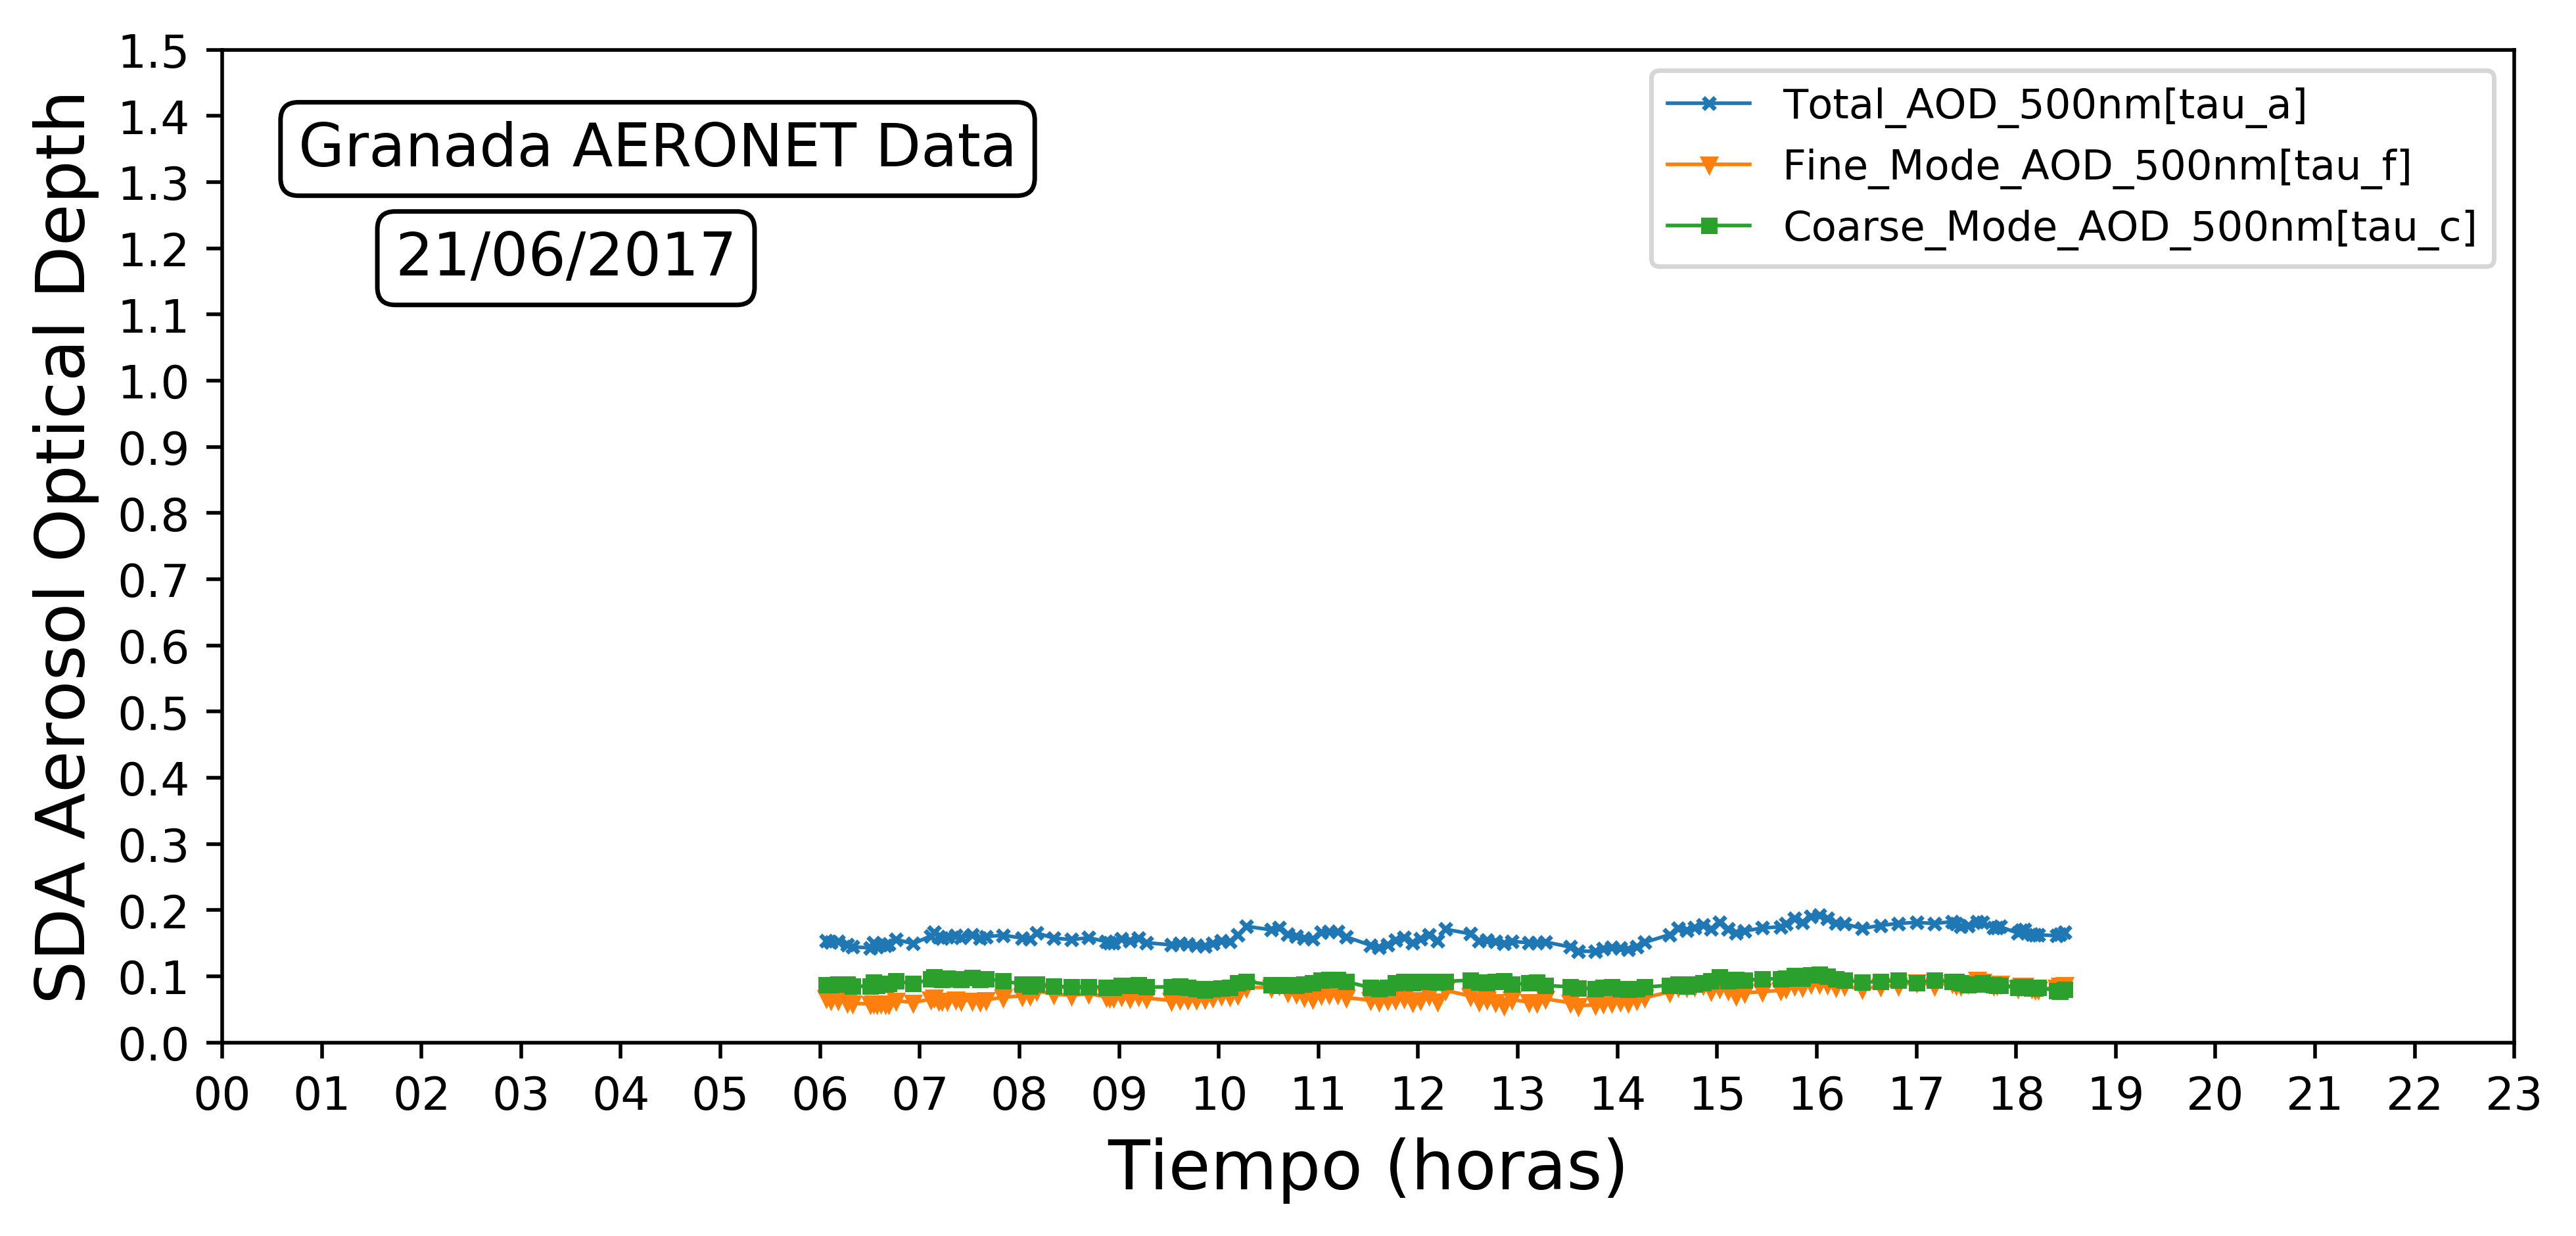 Granada AERONET Data
21/06/2017
Total_AOD_500nm[tau_a]
Fine_Mode_AOD_500nm[tau_f]
Coarse_Mode_AOD_500nm[tau_c]
SDA Aerosol Optical Depth
1.5
1.4
1.3
1.2
1.1
1.0
0.9
0.8
0.7
0.6
0.5
0.4
0.3
0.2
0.1
0.0
00 01 02 03 04 05 06 07 08 09 10 11 12 13 14 15 16 17 18 19 20 21 22 23
Tiempo (horas)